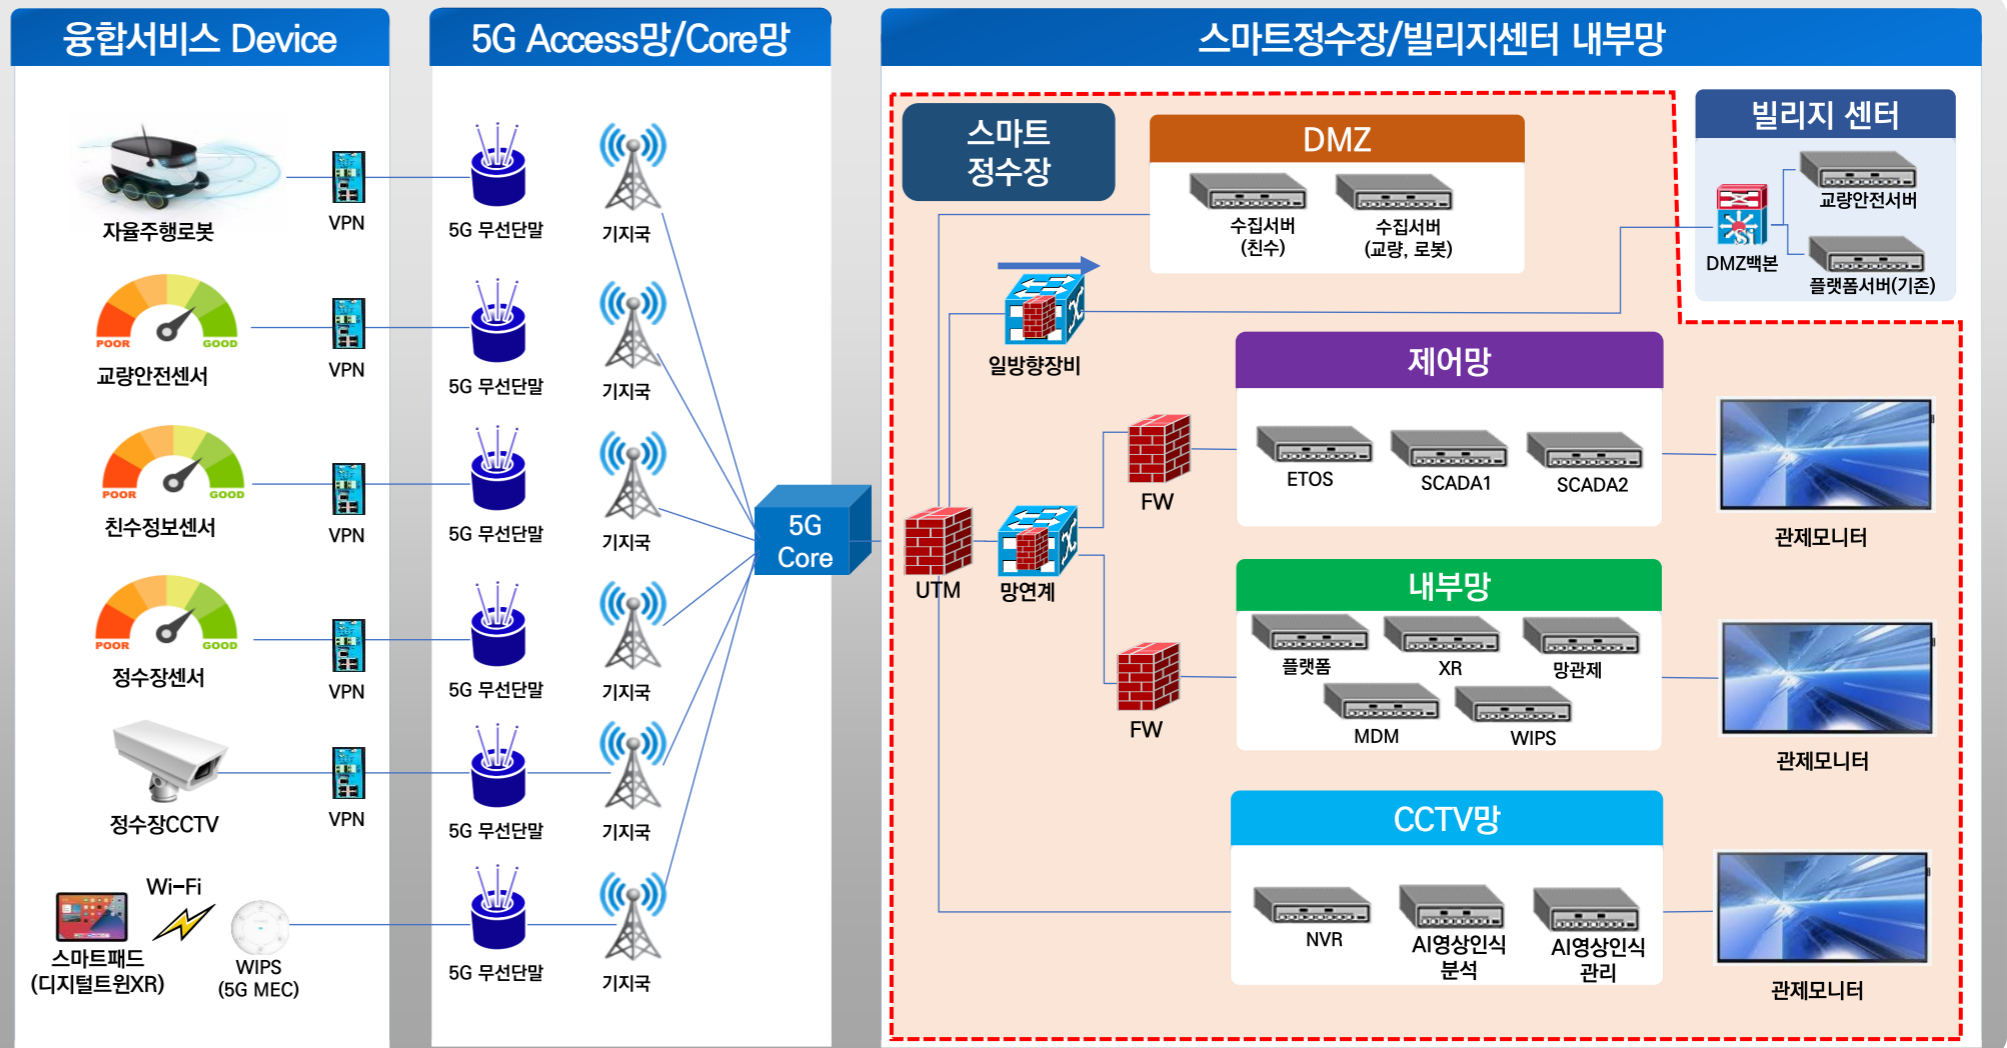 융합서비스 Device
5G Access망/Core망
스마트정수장/빌리지센터 내부망
자율주행로봇
VPN
5G 무선단말
기지국
POOR
GOOD
교량안전센서
VPN
5G 무선단말
기지국
POOR
GOOD
친수정보센서
VPN
5G 무선단말
기지국
POOR
GOOD
정수장센서
VPN
5G 무선단말
기지국
정수장CCTV
VPN
5G 무선단말
기지국
Wi-Fi
스마트패드
(디지털트윈XR)
WIPS
(5G MEC)
5G 무선단말
기지국
5G
Core
스마트
정수장
DMZ
수집서버
(친수)
수집서버
(교량, 로봇)
빌리지 센터
Si
DMZ백본
교량안전서버
플랫폼서버(기존)
일방향장비
UTM
망연계
FW
제어망
ETOS
SCADA1
SCADA2
관제모니터
FW
내부망
플랫폼
XR
망관제
MDM
WIPS
관제모니터
CCTV망
NVR
AI영상인식
분석
AI영상인식
관리
관제모니터